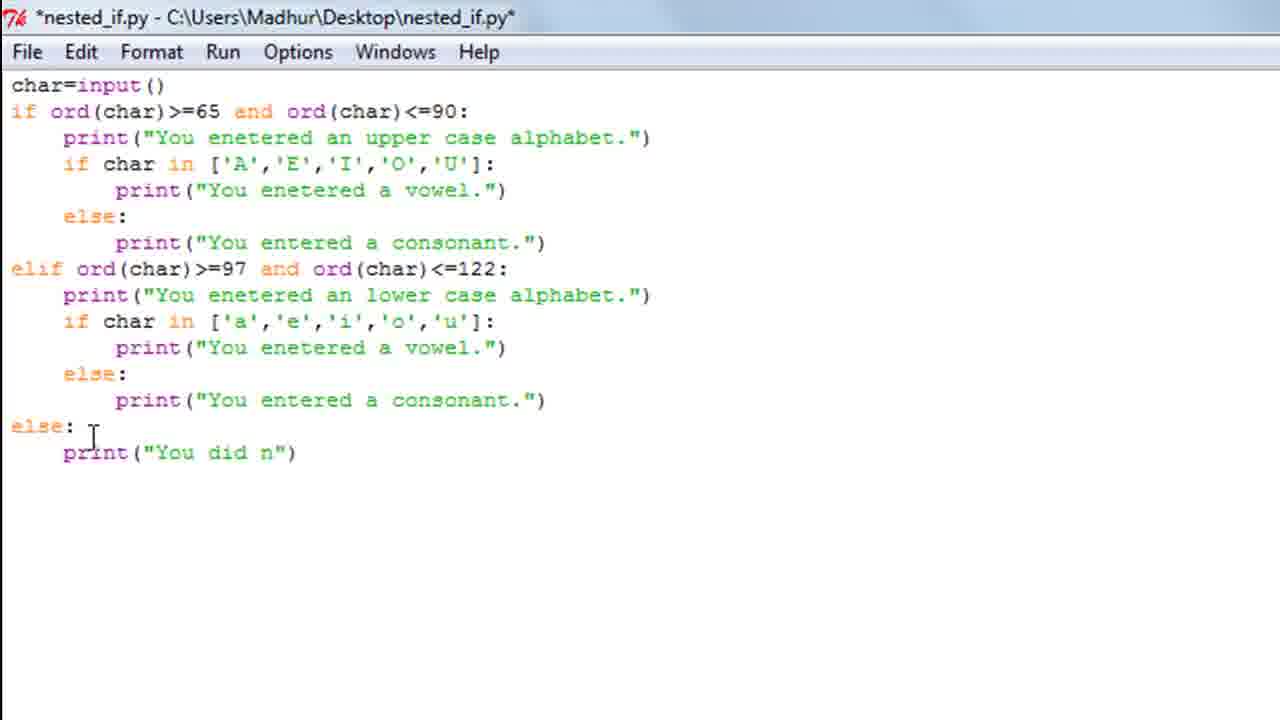 *nested_if.py - C:\Users\Madhur\Desktop\nested_if.py*
File Edit Format Run Options Windows Help
char=input()
if ord(char)>=65 and ord(char)<=90:
    print("You enetered an upper case alphabet.")
    if char in ['A','E','I','O','U']:
        print("You enetered a vowel.")
    else:
        print("You entered a consonant.")
elif ord(char)>=97 and ord(char)<=122:
    print("You enetered an lower case alphabet.")
    if char in ['a','e','i','o','u']:
        print("You enetered a vowel.")
    else:
        print("You entered a consonant.")
else:
    print("You did n")